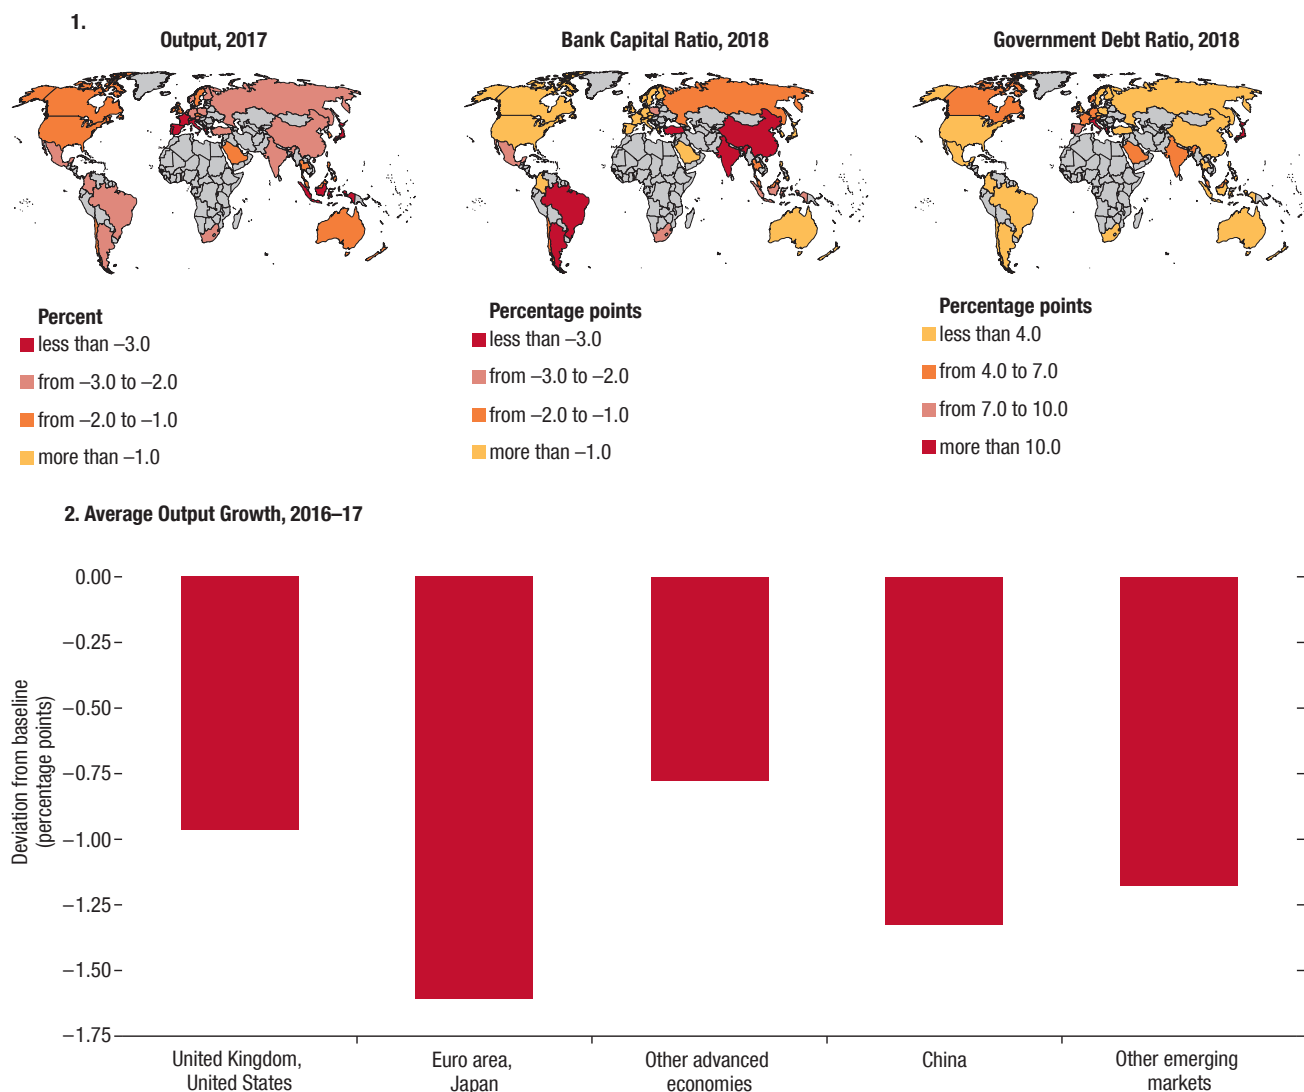 1.
Output, 2017
Bank Capital Ratio, 2018
Government Debt Ratio, 2018
Percent
less than –3.0
from –3.0 to –2.0
from –2.0 to –1.0
more than –1.0
Percentage points
less than –3.0
from –3.0 to –2.0
from –2.0 to –1.0
more than –1.0
Percentage points
less than 4.0
from 4.0 to 7.0
from 7.0 to 10.0
more than 10.0
2. Average Output Growth, 2016–17
Deviation from baseline
(percentage points)
0.00
–0.25
–0.50
–0.75
–1.00
–1.25
–1.50
–1.75
United Kingdom,
United States
Euro area,
Japan
Other advanced
economies
China
Other emerging
markets